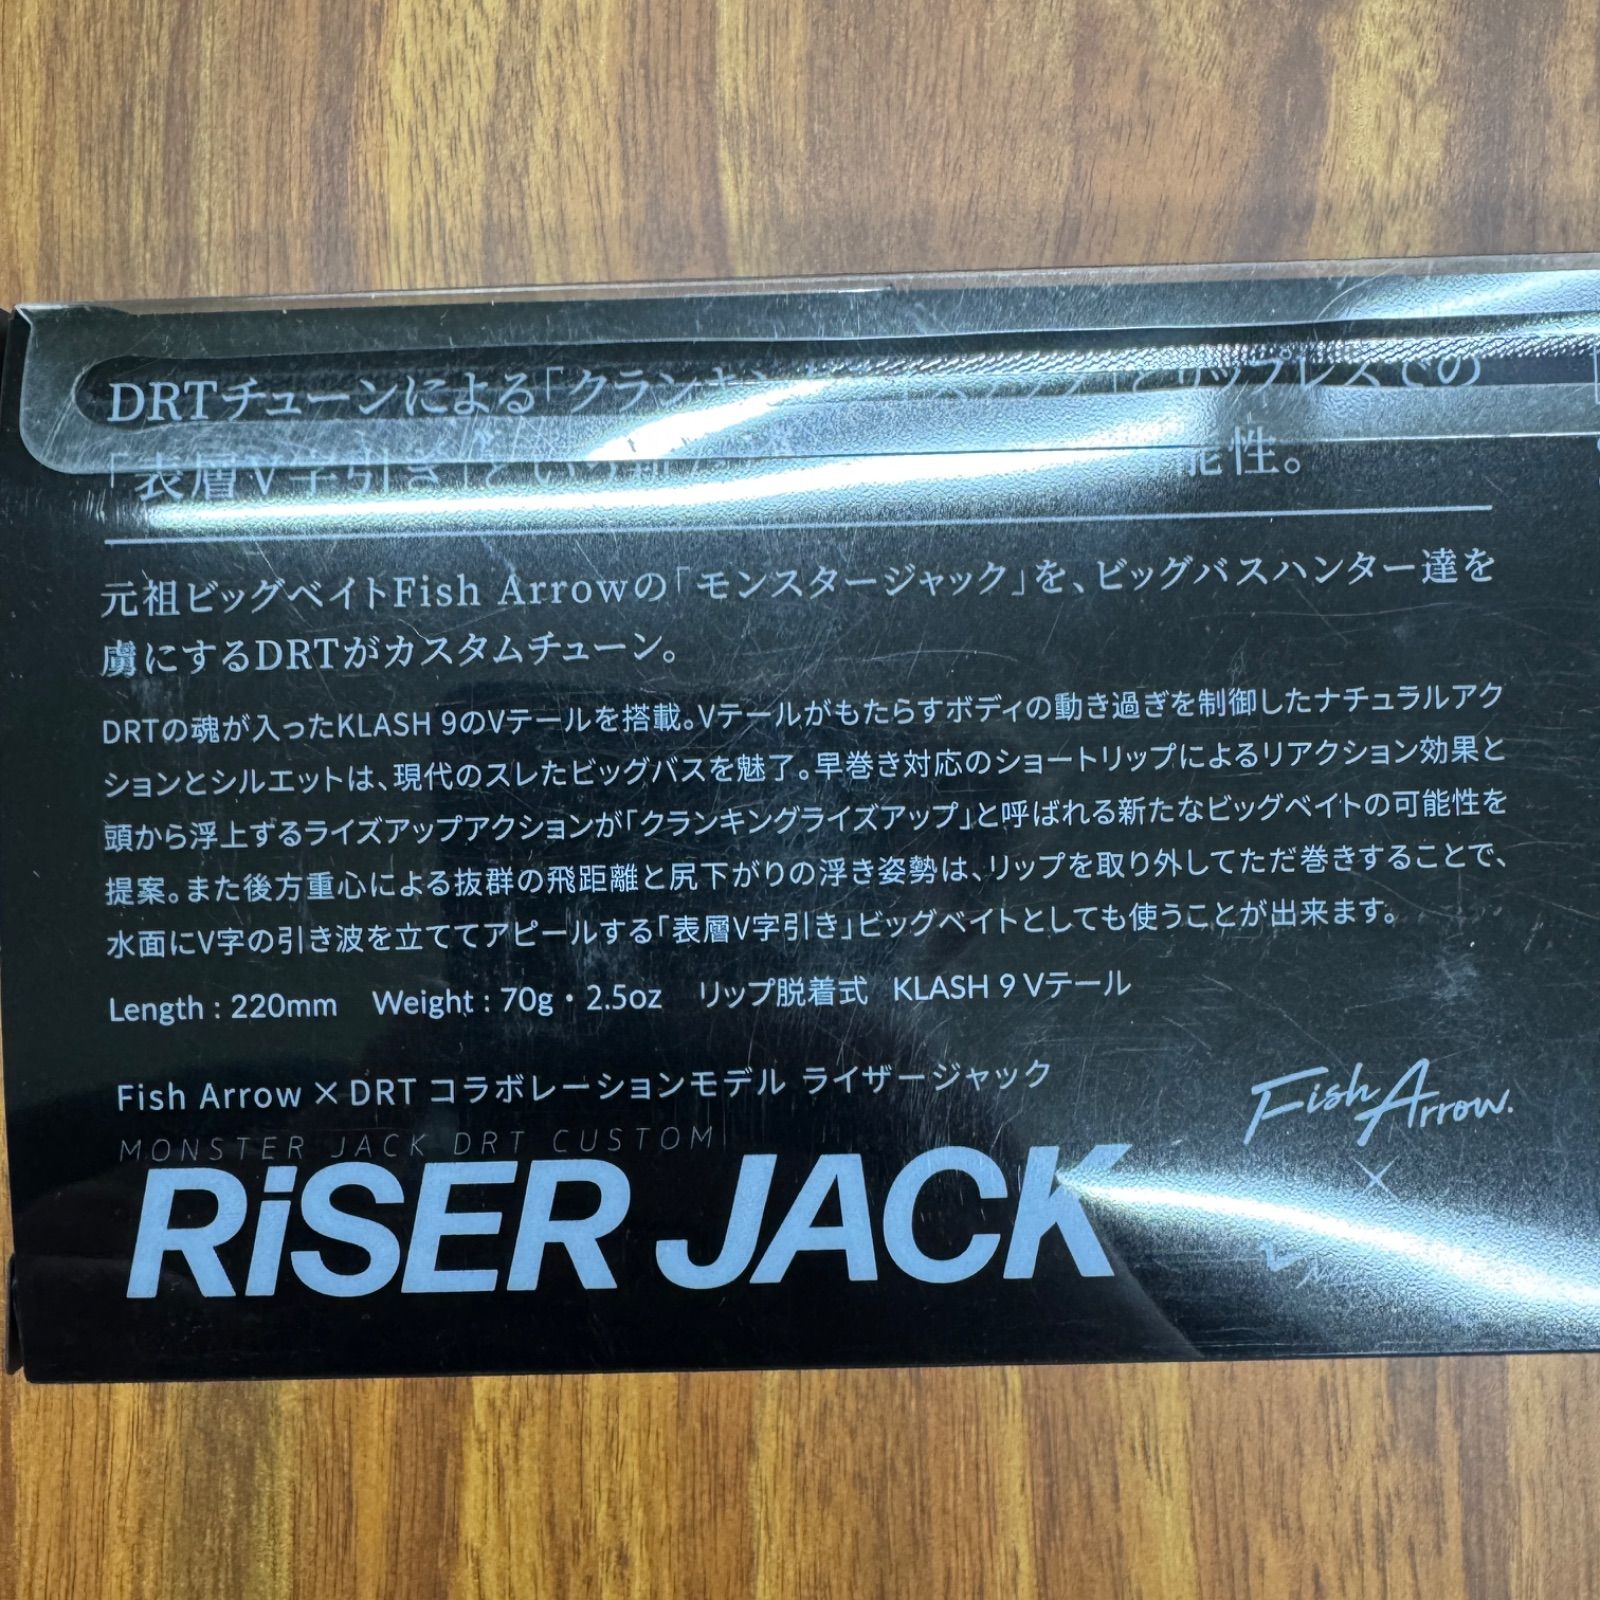 DRTチューンによる「クランキン」とリップレスでの
「表層V字引き」という 能性。
元祖ビッグベイトFish Arrowの「モンスタージャック」を、ビッグバスハンター達を
虜にするDRTがカスタムチューン。
DRTの魂が入ったKLASH 9のVテールを搭載。Vテールがもたらすボディの動き過ぎを制御したナチュラルアク
ションとシルエットは、現代のスレたビッグバスを魅了。早巻き対応のショートリップによるリアクション効果と
頭から浮上するライズアップアクションが「クランキングライズアップ」と呼ばれる新たなビッグベイトの可能性を
提案。また後方重心による抜群の飛距離と尻下がりの浮き姿勢は、リップを取り外してただ巻きすることで、
水面にV字の引き波を立ててアピールする「表層V字引き」ビッグベイトとしても使うことが出来ます。
Length : 220mm Weight : 70g・2.5oz リップ脱着式 KLASH 9 Vテール
Fish Arrow × DRT コラボレーションモデル ライザージャック
MONSTER JACK DRT CUSTOM
RiSER JACK
Fish Arrow.
×